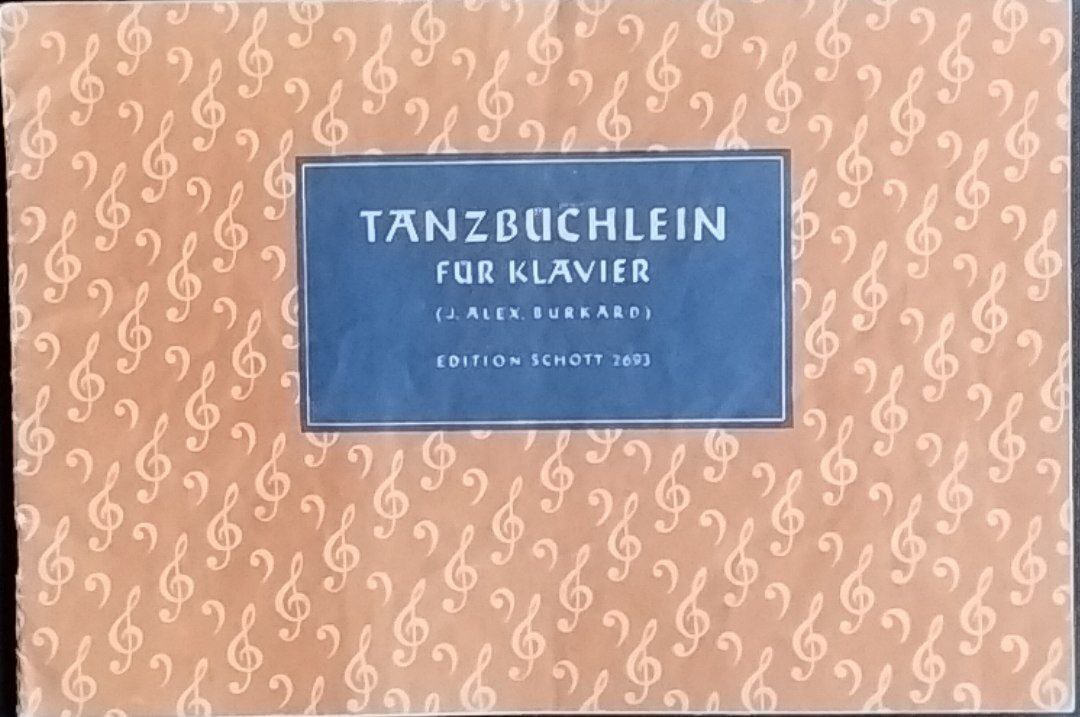 TANZBÜCHLEIN
FÜR KLAVIER
(J. ALEX. BURKARD)
EDITION SCHOTT 2693